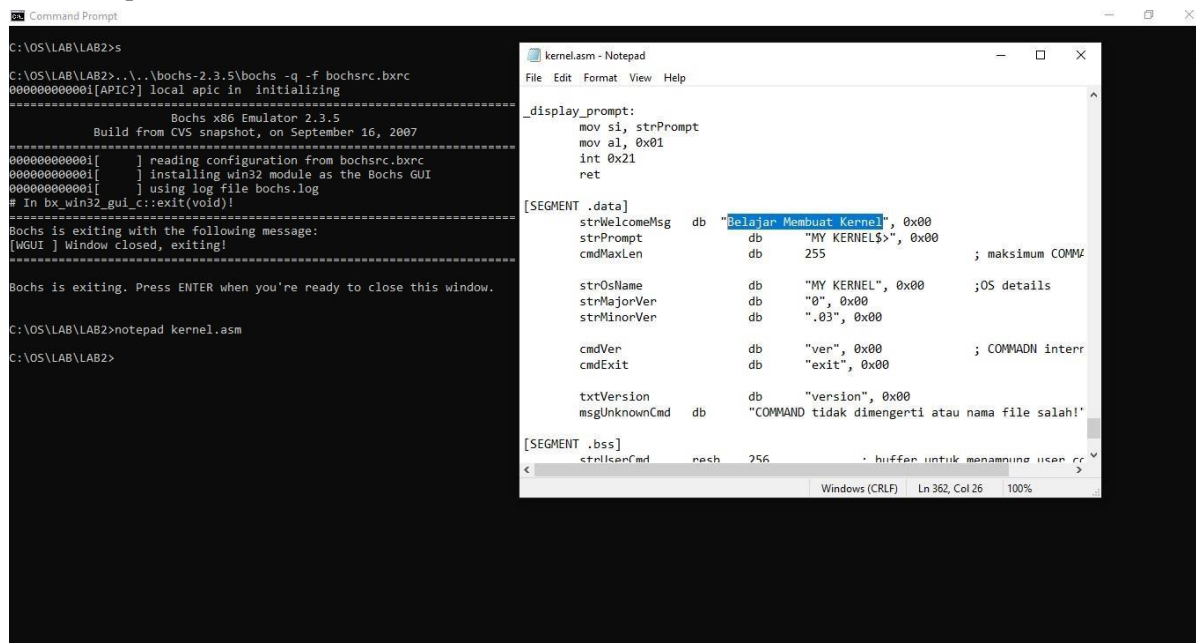 Command Prompt
C:\OS\LAB\LAB2>s
C:\OS\LAB\LAB2>..\..\bochs-2.3.5\bochs -q -f bochsrc.bxrc
00000000000i[APIC?] local apic in  initializing
========================================================================
Bochs x86 Emulator 2.3.5
Build from CVS snapshot, on September 16, 2007
========================================================================
00000000000i[     ] reading configuration from bochsrc.bxrc
00000000000i[     ] installing win32 module as the Bochs GUI
00000000000i[     ] using log file bochs.log
# In bx_win32_gui_c::exit(void)!
========================================================================
Bochs is exiting with the following message:
[WGUI ] Window closed, exiting!
========================================================================
Bochs is exiting. Press ENTER when you're ready to close this window.
C:\OS\LAB\LAB2>notepad kernel.asm
C:\OS\LAB\LAB2>
kernel.asm - Notepad
File Edit Format View Help
_display_prompt:
mov si, strPrompt
mov al, 0x01
int 0x21
ret
[SEGMENT .data]
strWelcomeMsg db "Belajar Membuat Kernel", 0x00
strPrompt db "MY KERNEL$>", 0x00
cmdMaxLen db 255 ; maksimum COMMA
strOsName db "MY KERNEL", 0x00 ;OS details
strMajorVer db "0", 0x00
strMinorVer db ".03", 0x00
cmdVer db "ver", 0x00 ; COMMADN intern
cmdExit db "exit", 0x00
txtVersion db "version", 0x00
msgUnknownCmd db "COMMAND tidak dimengerti atau nama file salah!"
[SEGMENT .bss]
strUserCmd resb 256 ; buffer untuk menampung user co
Windows (CRLF) Ln 362, Col 26 100%